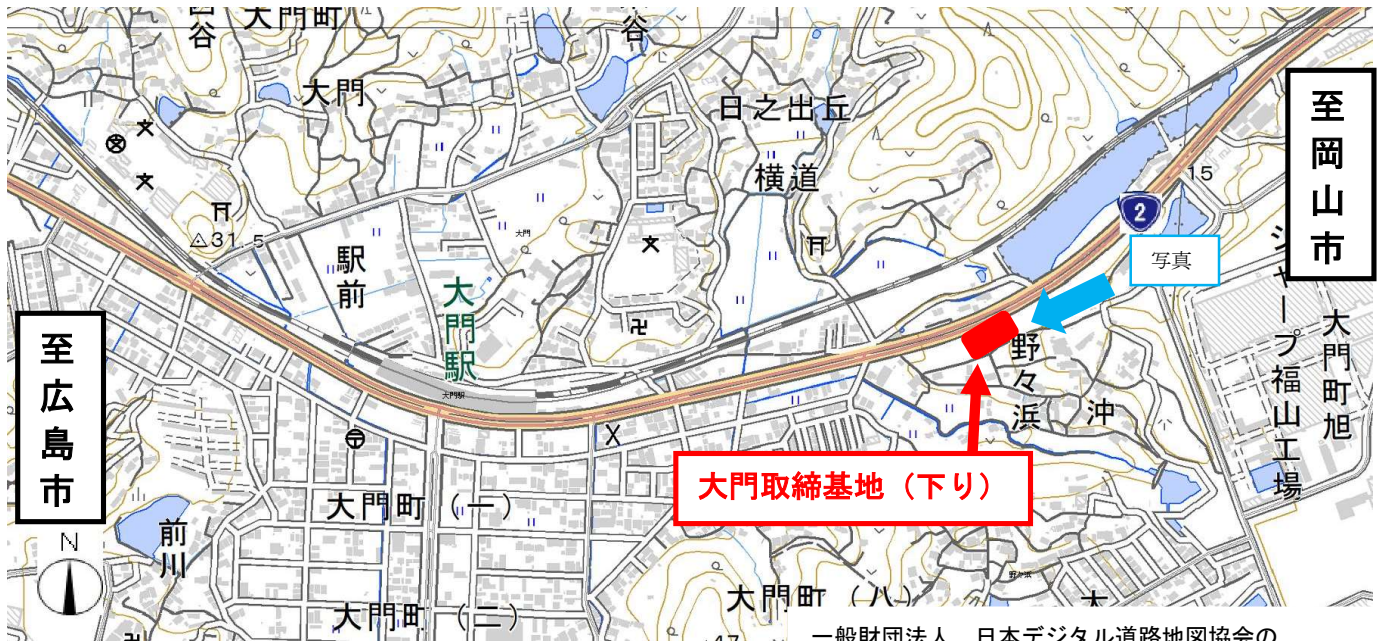 谷
大門町
谷
大門
日之出丘
横道
至岡山市
15
2
写真
31.5
大門
駅前
大門駅
大門駅
シャープ福山工場
大門町旭
野々浜
沖
至広島市
大門取締基地（下り）
大門町（一）
前川
N
野々浜
大門町（二）
大門町（八）
大
47
一般財団法人　日本デジタル道路地図協会の